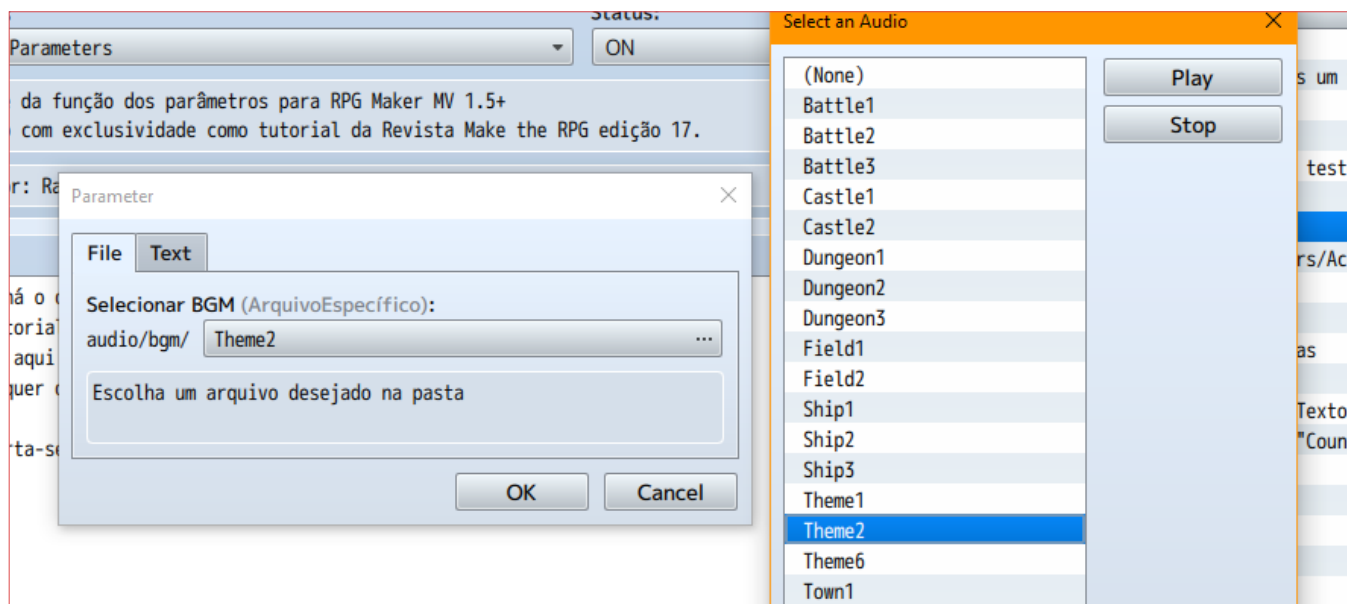 Status:
Parameters
ON
da função dos parâmetros para RPG Maker MV 1.5+
com exclusividade como tutorial da Revista Make the RPG edição 17.
Parameter
File
Text
Selecionar BGM (ArquivoEspecífico):
audio/bgm/
Theme2
...
Escolha um arquivo desejado na pasta
OK
Cancel
aqui
Select an Audio
(None)
Battle1
Battle2
Battle3
Castle1
Castle2
Dungeon1
Dungeon2
Dungeon3
Field1
Field2
Ship1
Ship2
Ship3
Theme1
Theme2
Theme6
Town1
Play
Stop
s um
test
rs/Ac
as
Texto
"Coun